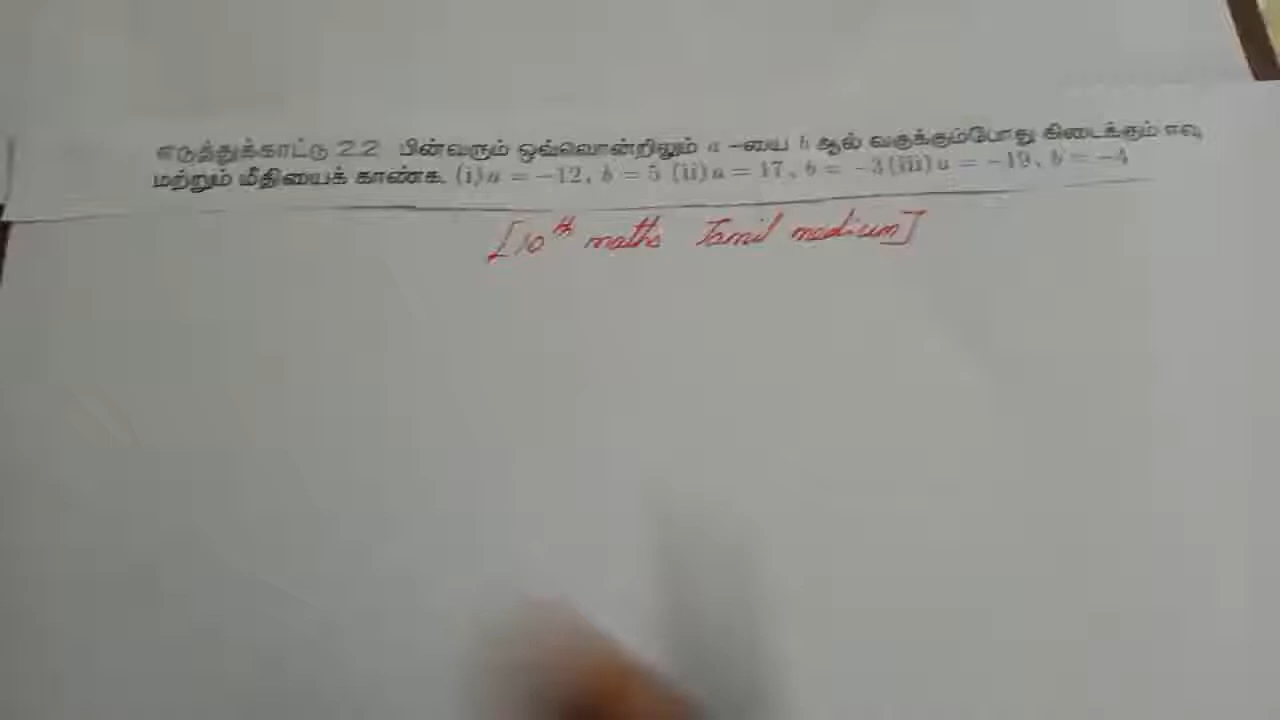 எடுத்துக்காட்டு 2.2 பின்வரும் ஒவ்வொன்றிலும் a -யை b ஆல் வகுக்கும்போது கிடைக்கும் ஈவு
மற்றும் மீதியைக் காண்க. (i) a = −12, b = 5 (ii) a = 17, b = −3 (iii) a = −19, b = −4
[10th maths Tamil medium]